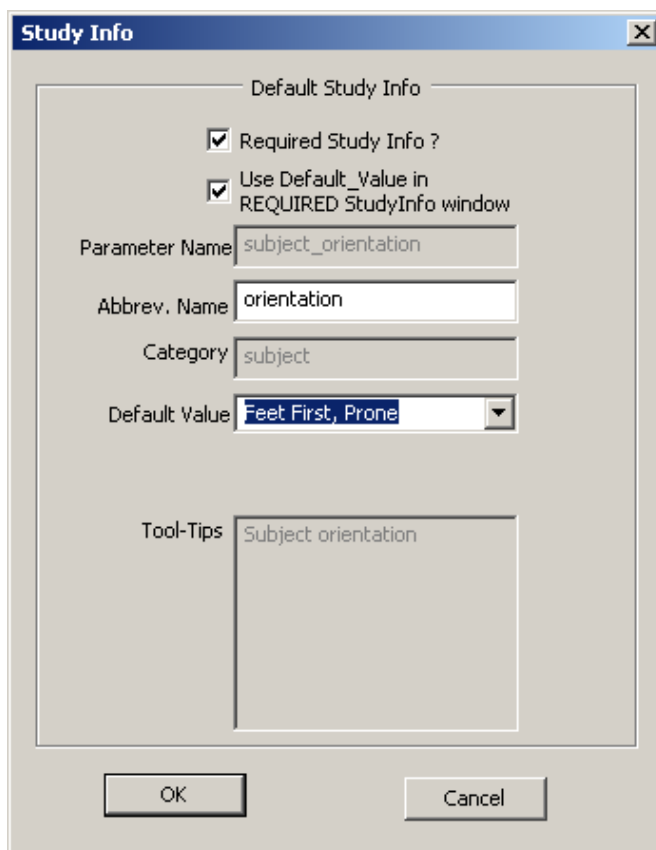 Study Info
Default Study Info
Required Study Info ?
Use Default_Value in
REQUIRED StudyInfo window
Parameter Name subject_orientation
Abbrev. Name orientation
Category subject
Default Value Feet First, Prone
Tool-Tips Subject orientation
OK Cancel